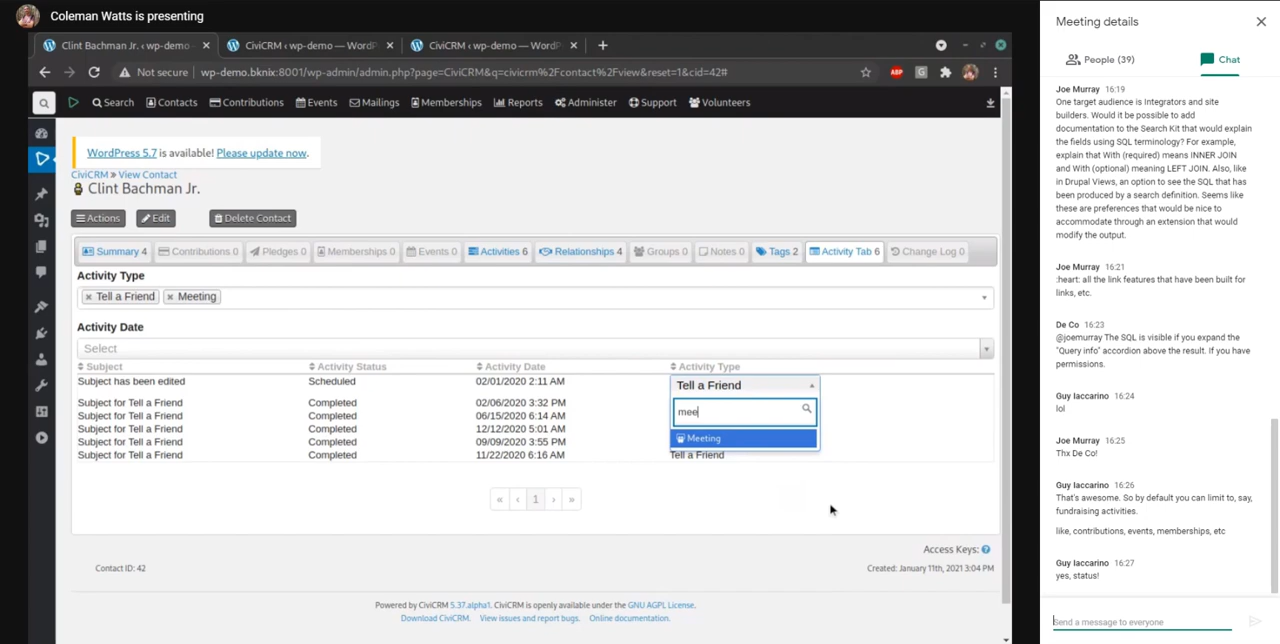 Coleman Watts is presenting
Clint Bachman Jr. ‹ wp-demo
CiviCRM ‹ wp-demo — WordP
CiviCRM ‹ wp-demo — WordP
Not secure wp-demo.bknix:8001/wp-admin/admin.php?page=CiviCRM&q=civicrm%2Fcontact%2Fview&reset=1&cid=42#
ABP
G
Search Contacts Contributions Events Mailings Memberships Reports Administer Support Volunteers
WordPress 5.7 is available! Please update now.
CiviCRM » View Contact
Clint Bachman Jr.
Actions Edit Delete Contact
Summary 4 Contributions 0 Pledges 0 Memberships 0 Events 0 Activities 6 Relationships 4 Groups 0 Notes 0 Tags 2 Activity Tab 6 Change Log 0
Activity Type
× Tell a Friend × Meeting
Activity Date
Select
Subject Activity Status Activity Date Activity Type
Subject has been edited Scheduled 02/01/2020 2:11 AM Tell a Friend
mee
Meeting
Subject for Tell a Friend Completed 02/06/2020 3:32 PM
Subject for Tell a Friend Completed 06/15/2020 6:14 AM
Subject for Tell a Friend Completed 12/12/2020 5:01 AM
Subject for Tell a Friend Completed 09/09/2020 3:55 PM
Subject for Tell a Friend Completed 11/22/2020 6:16 AM Tell a Friend
« ‹ 1 › »
Access Keys: ?
Contact ID: 42
Created: January 11th, 2021 3:04 PM
Powered by CiviCRM 5.37.alpha1. CiviCRM is openly available under the GNU AGPL License.
Download CiviCRM. View issues and report bugs. Online documentation.
Meeting details
People (39) Chat
Joe Murray 16:19
One target audience is Integrators and site
builders. Would it be possible to add
documentation to the Search Kit that would explain
the fields using SQL terminology? For example,
explain that With (required) means INNER JOIN
and With (optional) meaning LEFT JOIN. Also, like
in Drupal Views, an option to see the SQL that has
been produced by a search definition. Seems like
these are preferences that would be nice to
accommodate through an extension that would
modify the output.
Joe Murray 16:21
:heart: all the link features that have been built for
links, etc.
De Co 16:23
@joemurray The SQL is visible if you expand the
"Query info" accordion above the result. If you have
permissions.
Guy Iaccarino 16:24
lol
Joe Murray 16:25
Thx De Co!
Guy Iaccarino 16:26
That's awesome. So by default you can limit to, say,
fundraising activities.
like, contributions, events, memberships, etc
Guy Iaccarino 16:27
yes, status!
Send a message to everyone